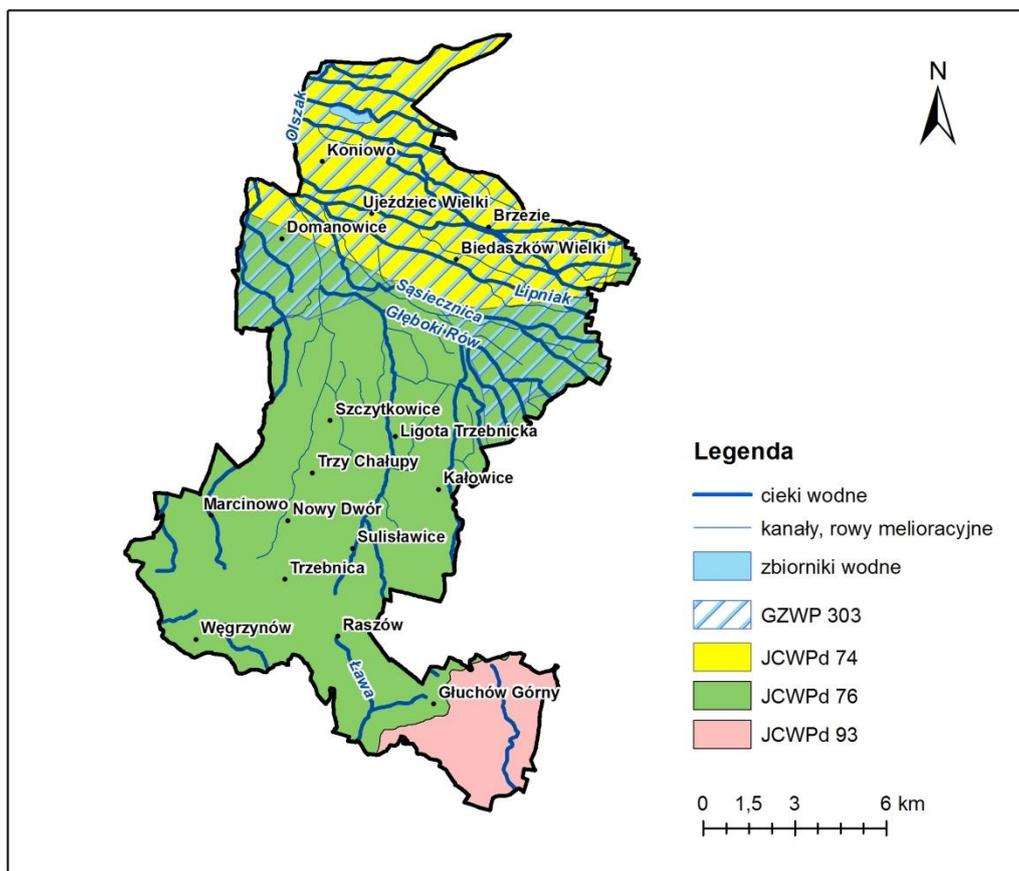 N
Olszak
Koniowo
Ujeździec Wielki
Brzezie
Domanowice
Biedaszków Wielki
Sąsiecznica
Lipniak
Głęboki Rów
Szczytkowice
Ligota Trzebnicka
Trzy Chałupy
Kałowice
Marcinowo
Nowy Dwór
Sulisławice
Trzebnica
Węgrzynów
Raszów
Ława
Głuchów Górny
Legenda
cieki wodne
kanały, rowy melioracyjne
zbiorniki wodne
GZWP 303
JCWPd 74
JCWPd 76
JCWPd 93
0 1,5 3 6 km